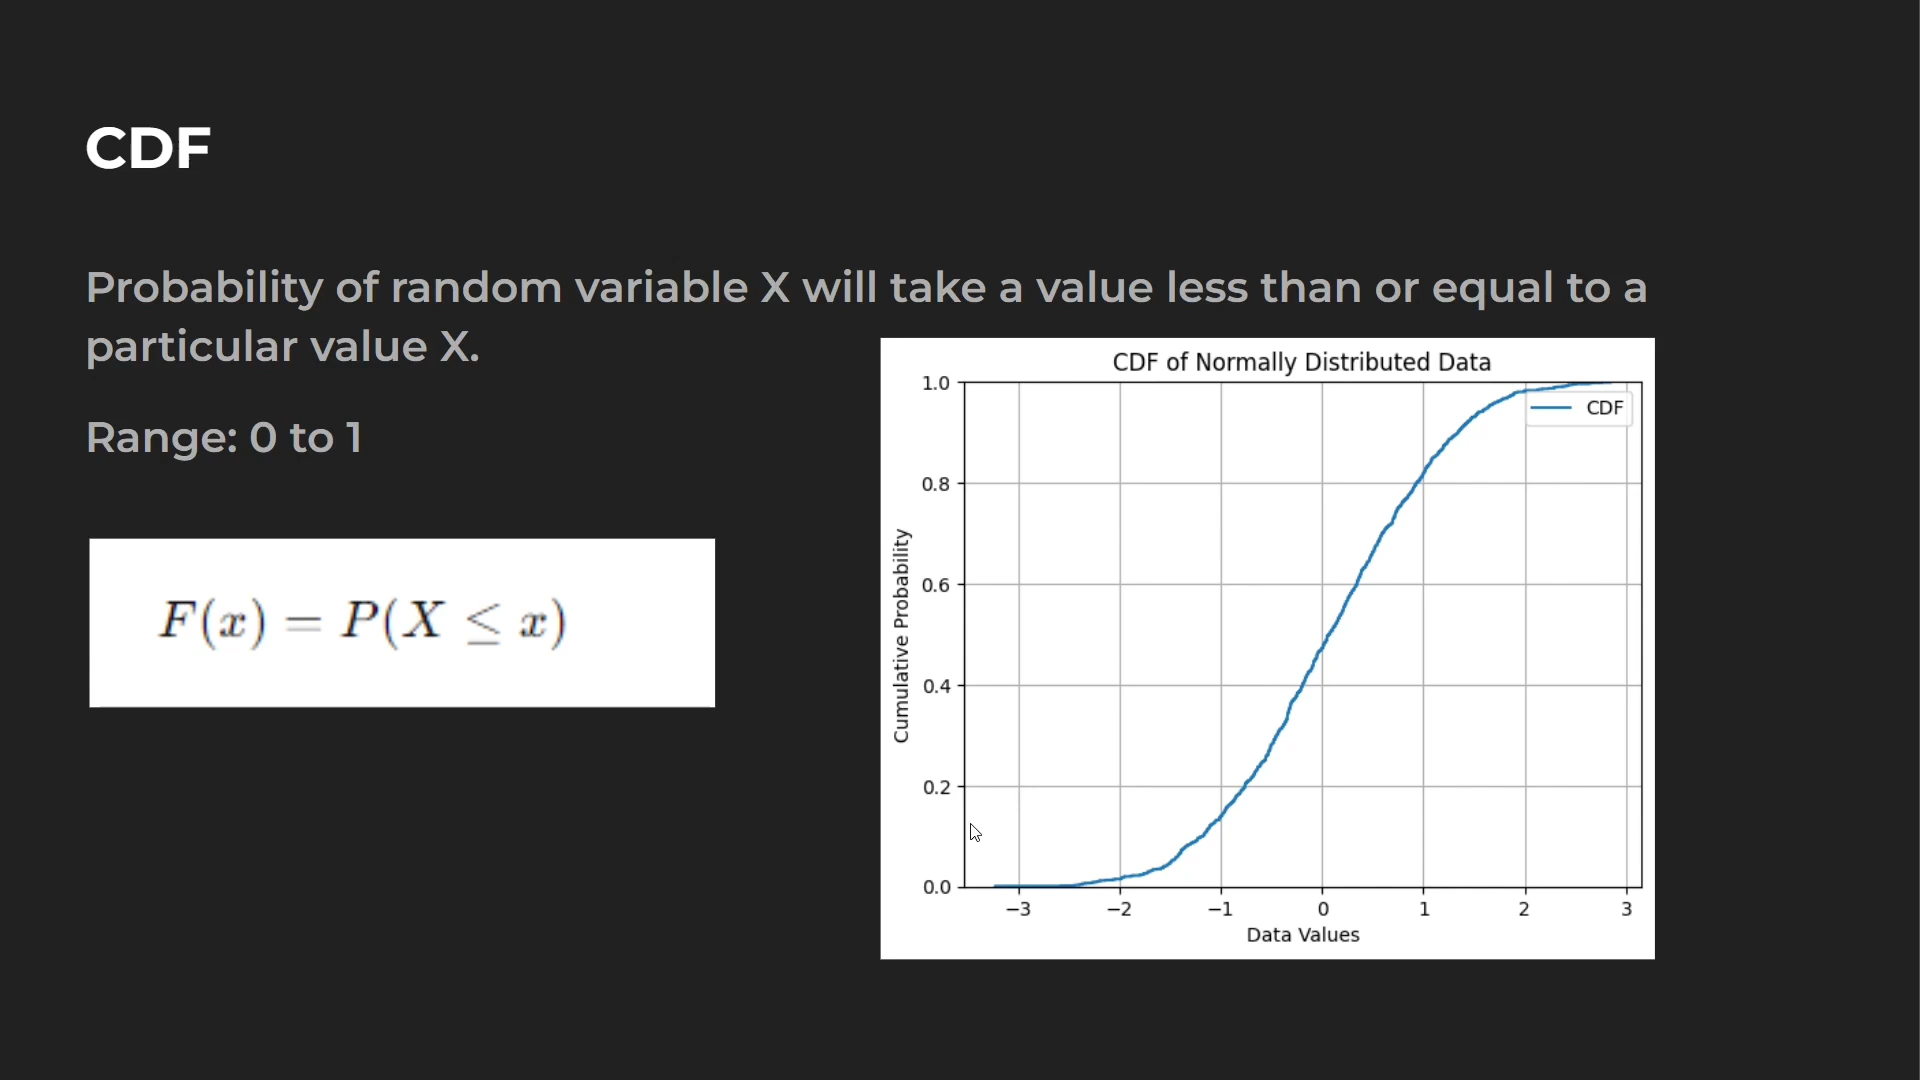 CDF
Probability of random variable X will take a value less than or equal to a
particular value X.
Range: 0 to 1
F(x) = P(X ≤ x)
CDF of Normally Distributed Data
CDF
1.0
0.8
0.6
0.4
0.2
0.0
Cumulative Probability
−3 −2 −1 0 1 2 3
Data Values